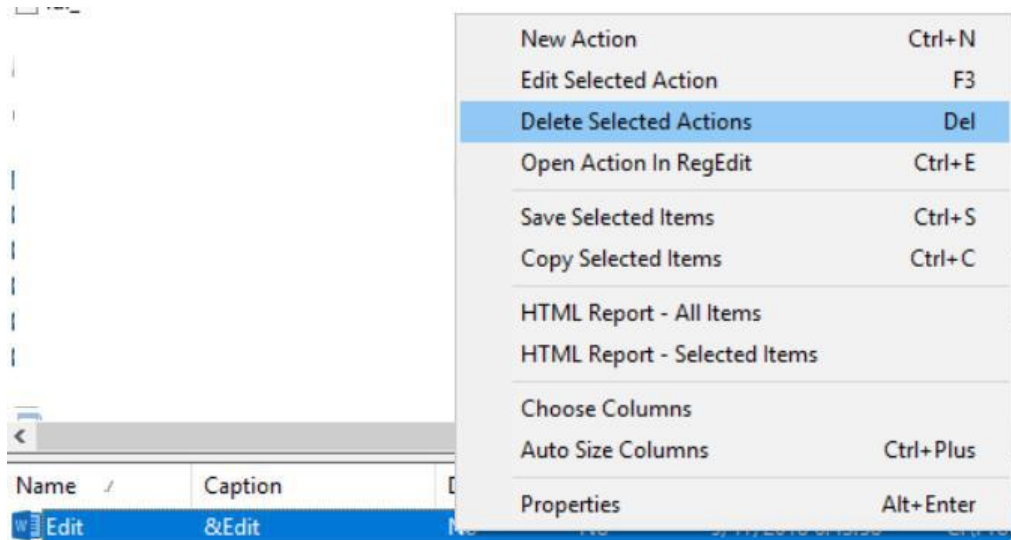 New Action Ctrl+N
Edit Selected Action F3
Delete Selected Actions Del
Open Action In RegEdit Ctrl+E
Save Selected Items Ctrl+S
Copy Selected Items Ctrl+C
HTML Report - All Items
HTML Report - Selected Items
Choose Columns
Auto Size Columns Ctrl+Plus
Properties Alt+Enter
Name Caption
Edit &Edit